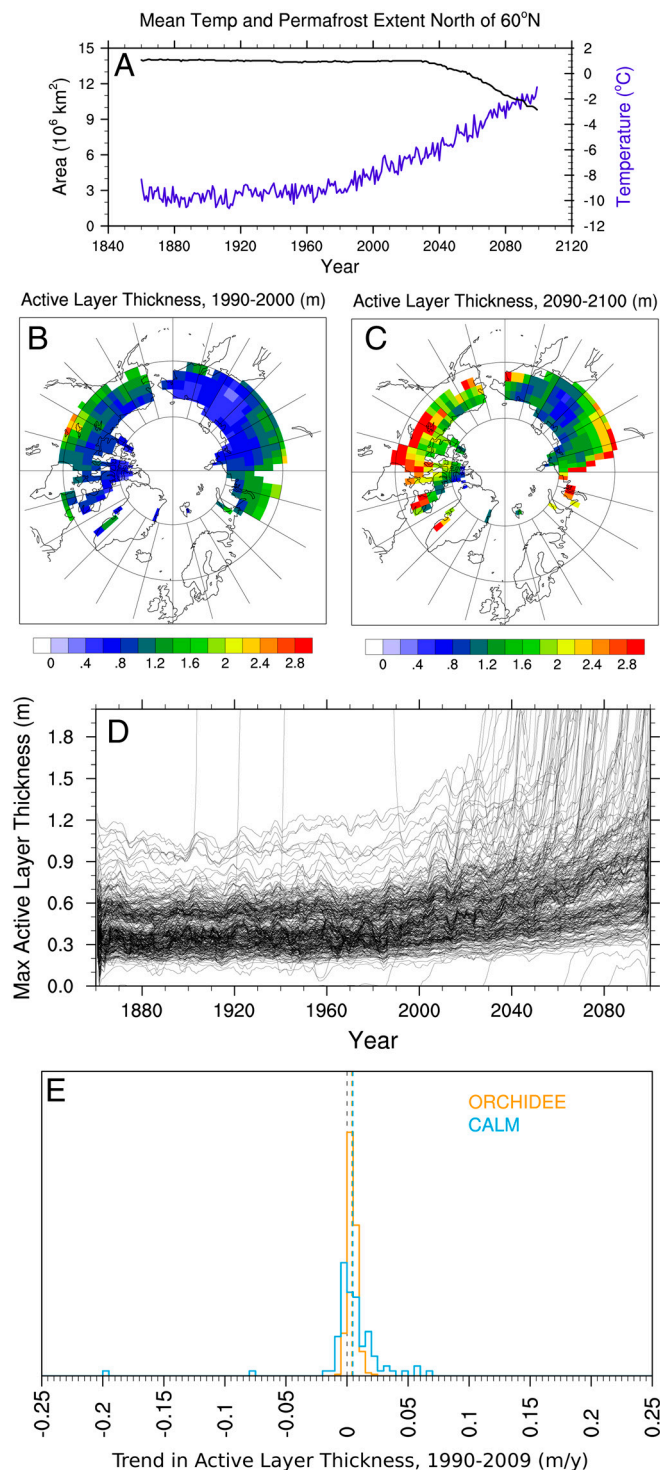 Mean Temp and Permafrost Extent North of 60°N
A
Area (10⁶ km²)
15
12
9
6
3
0
2
0
-2
-4
-6
-8
-10
-12
Temperature (°C)
1840 1880 1920 1960 2000 2040 2080 2120
Year
Active Layer Thickness, 1990-2000 (m)
Active Layer Thickness, 2090-2100 (m)
B
C
0 .4 .8 1.2 1.6 2 2.4 2.8
0 .4 .8 1.2 1.6 2 2.4 2.8
D
Max Active Layer Thickness (m)
1.8
1.5
1.2
0.9
0.6
0.3
0.0
1880 1920 1960 2000 2040 2080
Year
E
ORCHIDEE
CALM
-0.25 -0.2 -0.15 -0.1 -0.05 0 0.05 0.1 0.15 0.2 0.25
Trend in Active Layer Thickness, 1990-2009 (m/y)